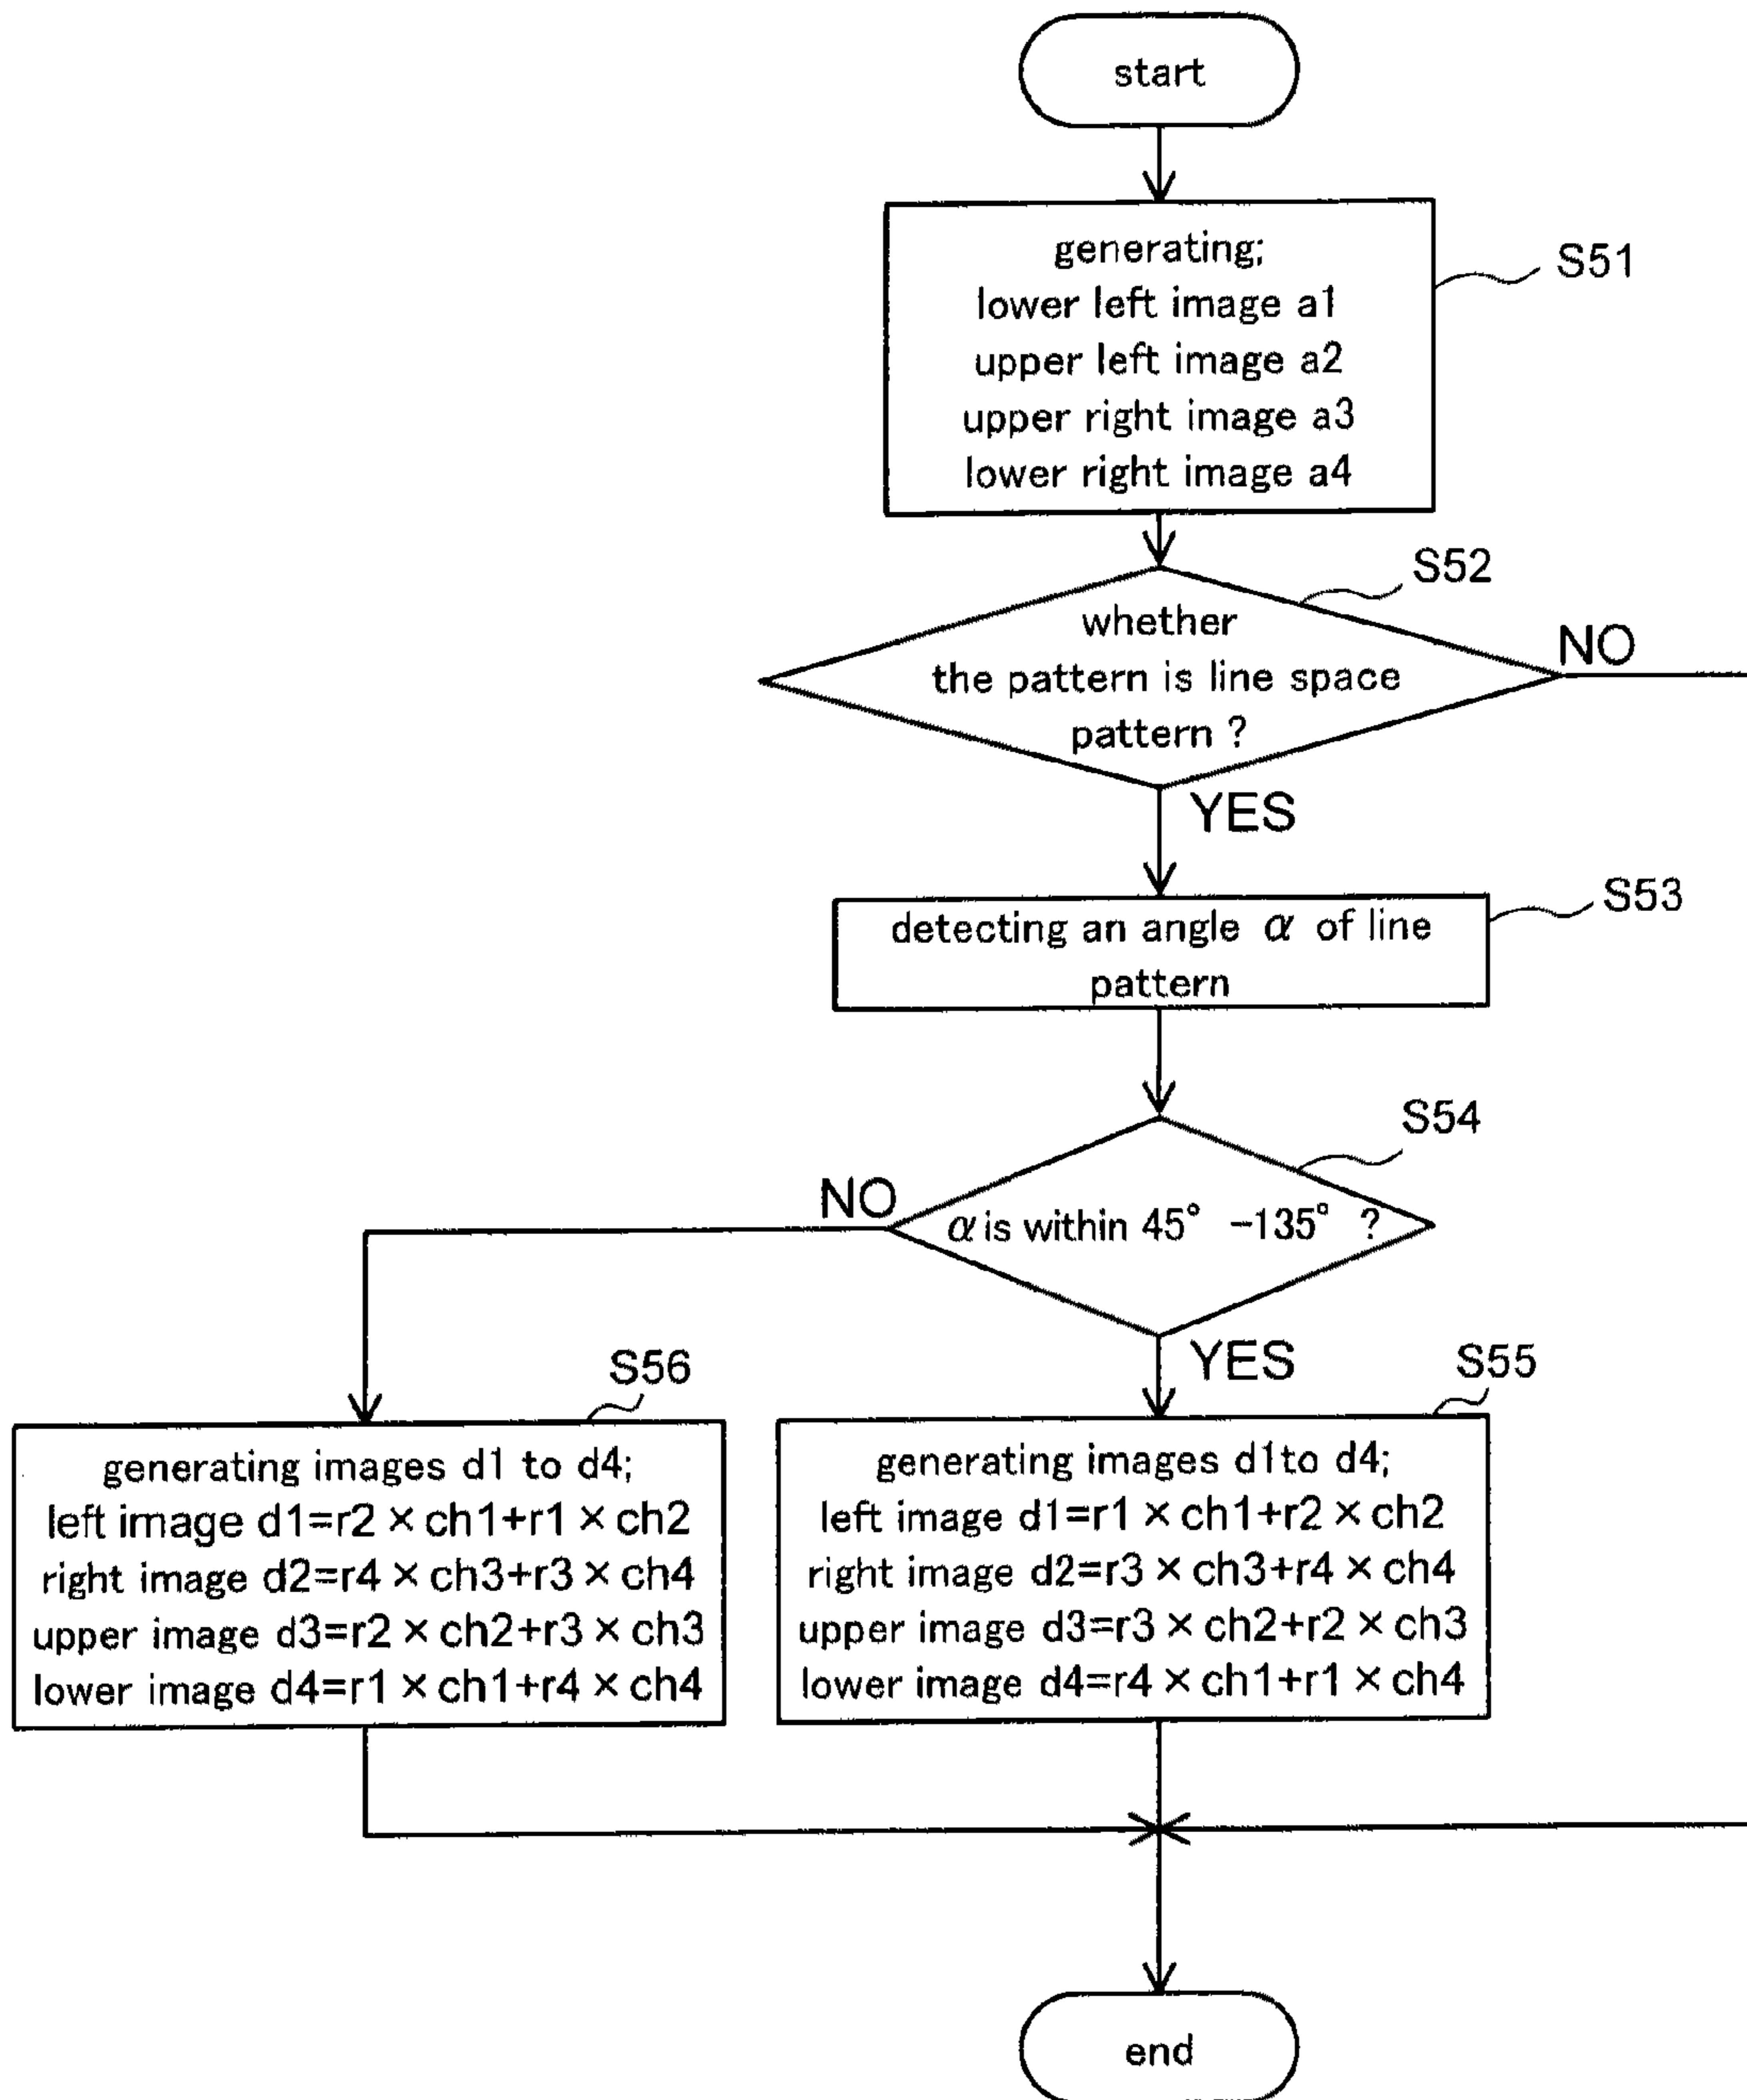 start
generating;
lower left image a1
upper left image a2
upper right image a3
lower right image a4
S51
S52
whether
the pattern is line space
pattern ?
NO
YES
S53
detecting an angle α of line
pattern
S54
NO
α is within 45° -135° ?
YES
S56
generating images d1 to d4;
left image d1=r2 × ch1+r1 × ch2
right image d2=r4 × ch3+r3 × ch4
upper image d3=r2 × ch2+r3 × ch3
lower image d4=r1 × ch1+r4 × ch4
S55
generating images d1to d4;
left image d1=r1 × ch1+r2 × ch2
right image d2=r3 × ch3+r4 × ch4
upper image d3=r3 × ch2+r2 × ch3
lower image d4=r4 × ch1+r1 × ch4
end